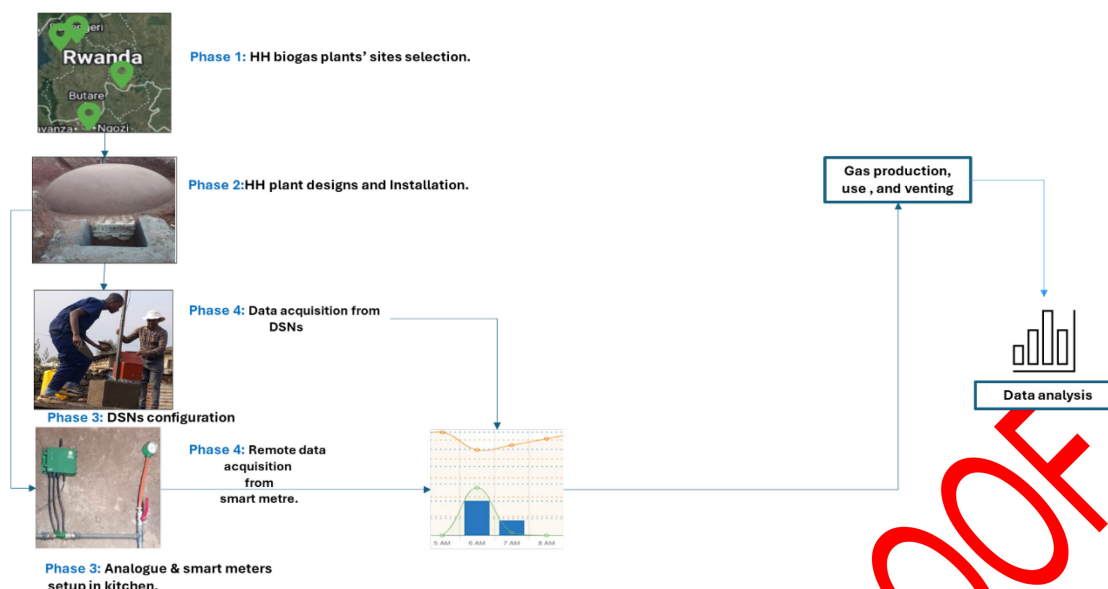 Rwanda
Butare
Ngozi
Phase 1: HH biogas plants’ sites selection.
Phase 2:HH plant designs and Installation.
Gas production,
use , and venting
Phase 4: Data acquisition from
DSNs
Phase 3: DSNs configuration
Data analysis
Phase 4: Remote data
acquisition
from
smart metre.
5 AM 6 AM 7 AM 8 AM
Phase 3: Analogue & smart meters
setup in kitchen.
OOF